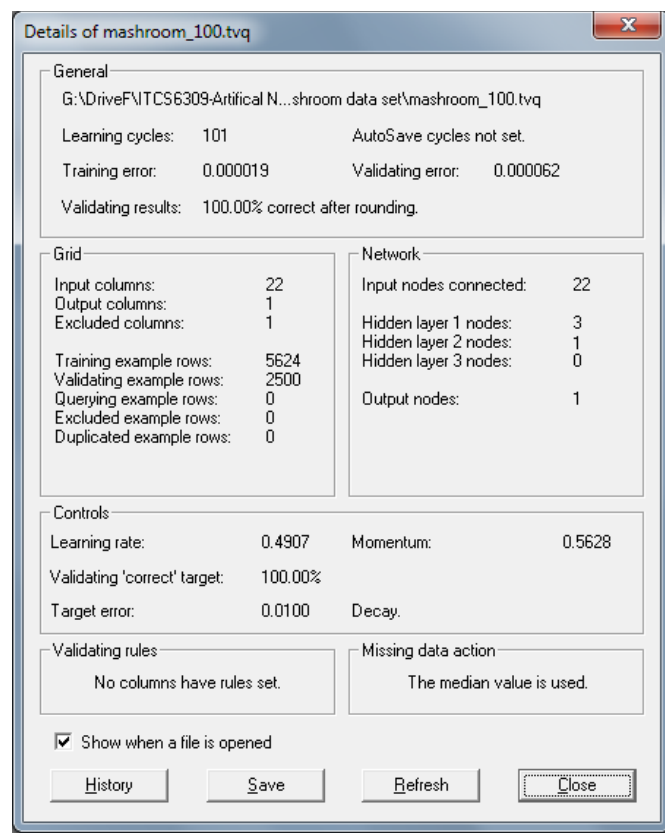 Details of mashroom_100.tvq
General
G:\DriveF\ITCS6309-Artifical N...shroom data set\mashroom_100.tvq
Learning cycles: 101 AutoSave cycles not set.
Training error: 0.000019 Validating error: 0.000062
Validating results: 100.00% correct after rounding.
Grid
Input columns: 22
Output columns: 1
Excluded columns: 1
Training example rows: 5624
Validating example rows: 2500
Querying example rows: 0
Excluded example rows: 0
Duplicated example rows: 0
Network
Input nodes connected: 22
Hidden layer 1 nodes: 3
Hidden layer 2 nodes: 1
Hidden layer 3 nodes: 0
Output nodes: 1
Controls
Learning rate: 0.4907 Momentum: 0.5628
Validating 'correct' target: 100.00%
Target error: 0.0100 Decay.
Validating rules
No columns have rules set.
Missing data action
The median value is used.
Show when a file is opened
History Save Refresh Close